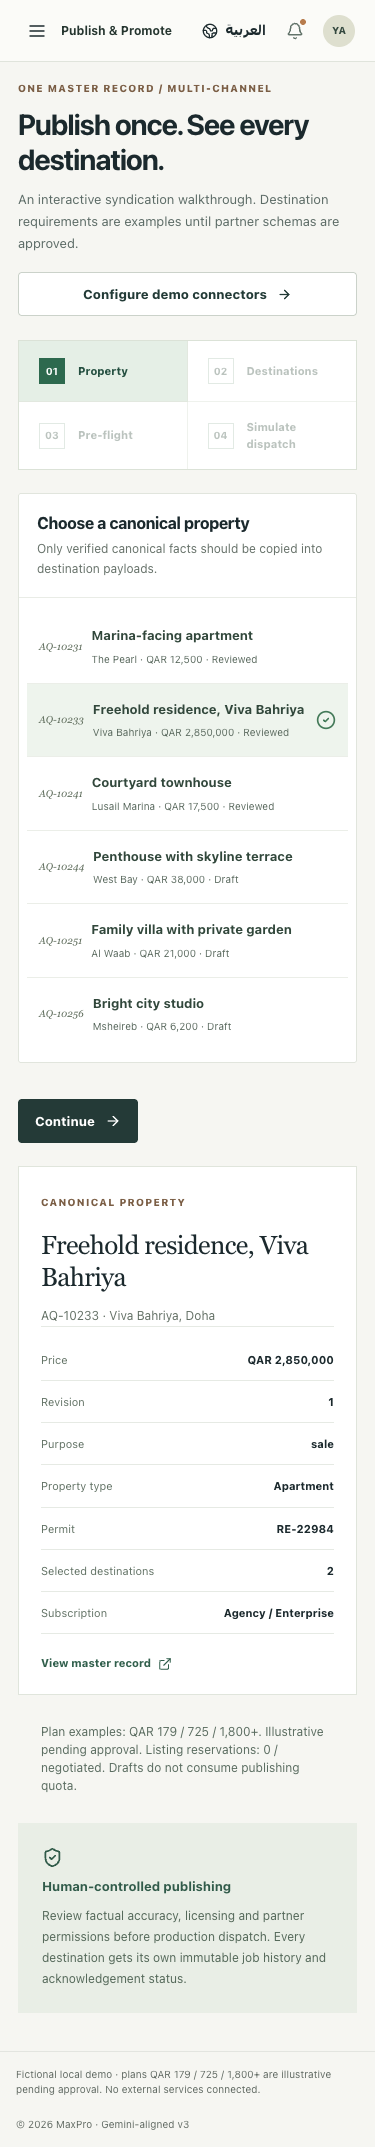 Publish & Promote
العربية
YA
ONE MASTER RECORD / MULTI-CHANNEL
Publish once. See every
destination.
An interactive syndication walkthrough. Destination
requirements are examples until partner schemas are
approved.
Configure demo connectors
01 Property
02 Destinations
03 Pre-flight
04 Simulate
dispatch
Choose a canonical property
Only verified canonical facts should be copied into
destination payloads.
AQ-10231
Marina-facing apartment
The Pearl · QAR 12,500 · Reviewed
AQ-10233
Freehold residence, Viva Bahriya
Viva Bahriya · QAR 2,850,000 · Reviewed
AQ-10241
Courtyard townhouse
Lusail Marina · QAR 17,500 · Reviewed
AQ-10244
Penthouse with skyline terrace
West Bay · QAR 38,000 · Draft
AQ-10251
Family villa with private garden
Al Waab · QAR 21,000 · Draft
AQ-10256
Bright city studio
Msheireb · QAR 6,200 · Draft
Continue
CANONICAL PROPERTY
Freehold residence, Viva
Bahriya
AQ-10233 · Viva Bahriya, Doha
Price QAR 2,850,000
Revision 1
Purpose sale
Property type Apartment
Permit RE-22984
Selected destinations 2
Subscription Agency / Enterprise
View master record
Plan examples: QAR 179 / 725 / 1,800+. Illustrative
pending approval. Listing reservations: 0 /
negotiated. Drafts do not consume publishing
quota.
Human-controlled publishing
Review factual accuracy, licensing and partner
permissions before production dispatch. Every
destination gets its own immutable job history and
acknowledgement status.
Fictional local demo · plans QAR 179 / 725 / 1,800+ are illustrative
pending approval. No external services connected.
© 2026 MaxPro · Gemini-aligned v3